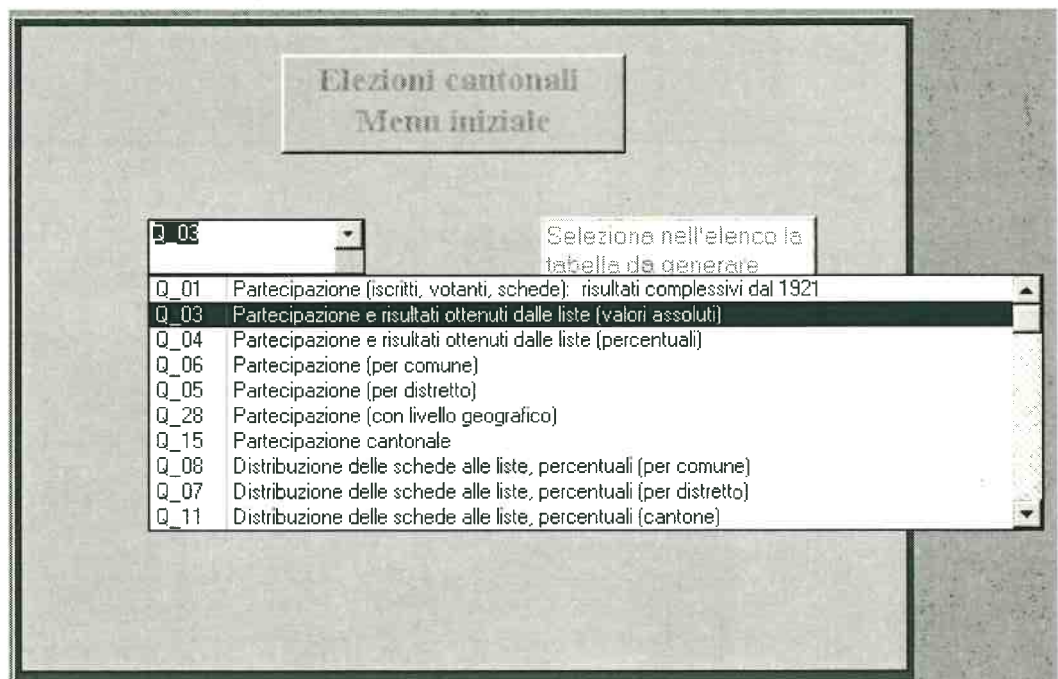 Elezioni cantonali
Menu iniziale
Q_03
Seleziona nell'elenco la
tabella da generare
Q_01 Partecipazione (iscritti, votanti, schede): risultati complessivi dal 1921
Q_03 Partecipazione e risultati ottenuti dalle liste (valori assoluti)
Q_04 Partecipazione e risultati ottenuti dalle liste (percentuali)
Q_06 Partecipazione (per comune)
Q_05 Partecipazione (per distretto)
Q_28 Partecipazione (con livello geografico)
Q_15 Partecipazione cantonale
Q_08 Distribuzione delle schede alle liste, percentuali (per comune)
Q_07 Distribuzione delle schede alle liste, percentuali (per distretto)
Q_11 Distribuzione delle schede alle liste, percentuali (cantone)